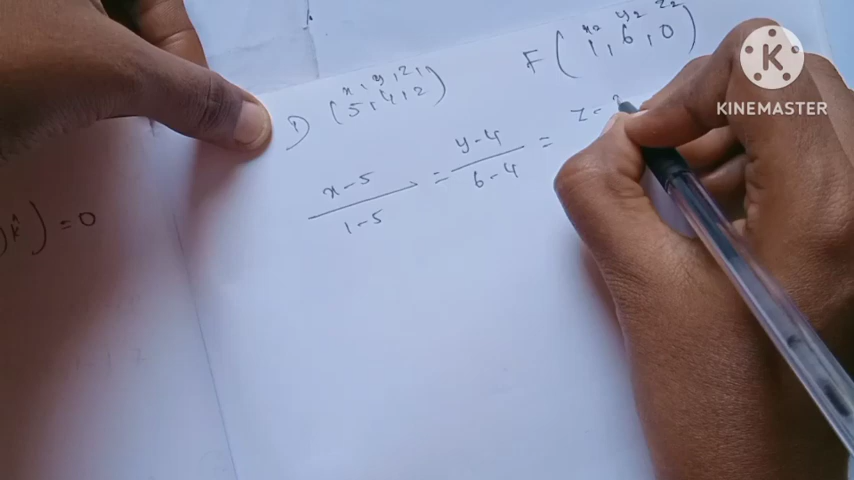 x₁ y₁ z₁
D (5, 4, 2)
x₂ y₂ z₂
F (1, 6, 0)
x-5 / 1-5 = y-4 / 6-4 = z-
) k̂ ) = 0
K
KINEMASTER